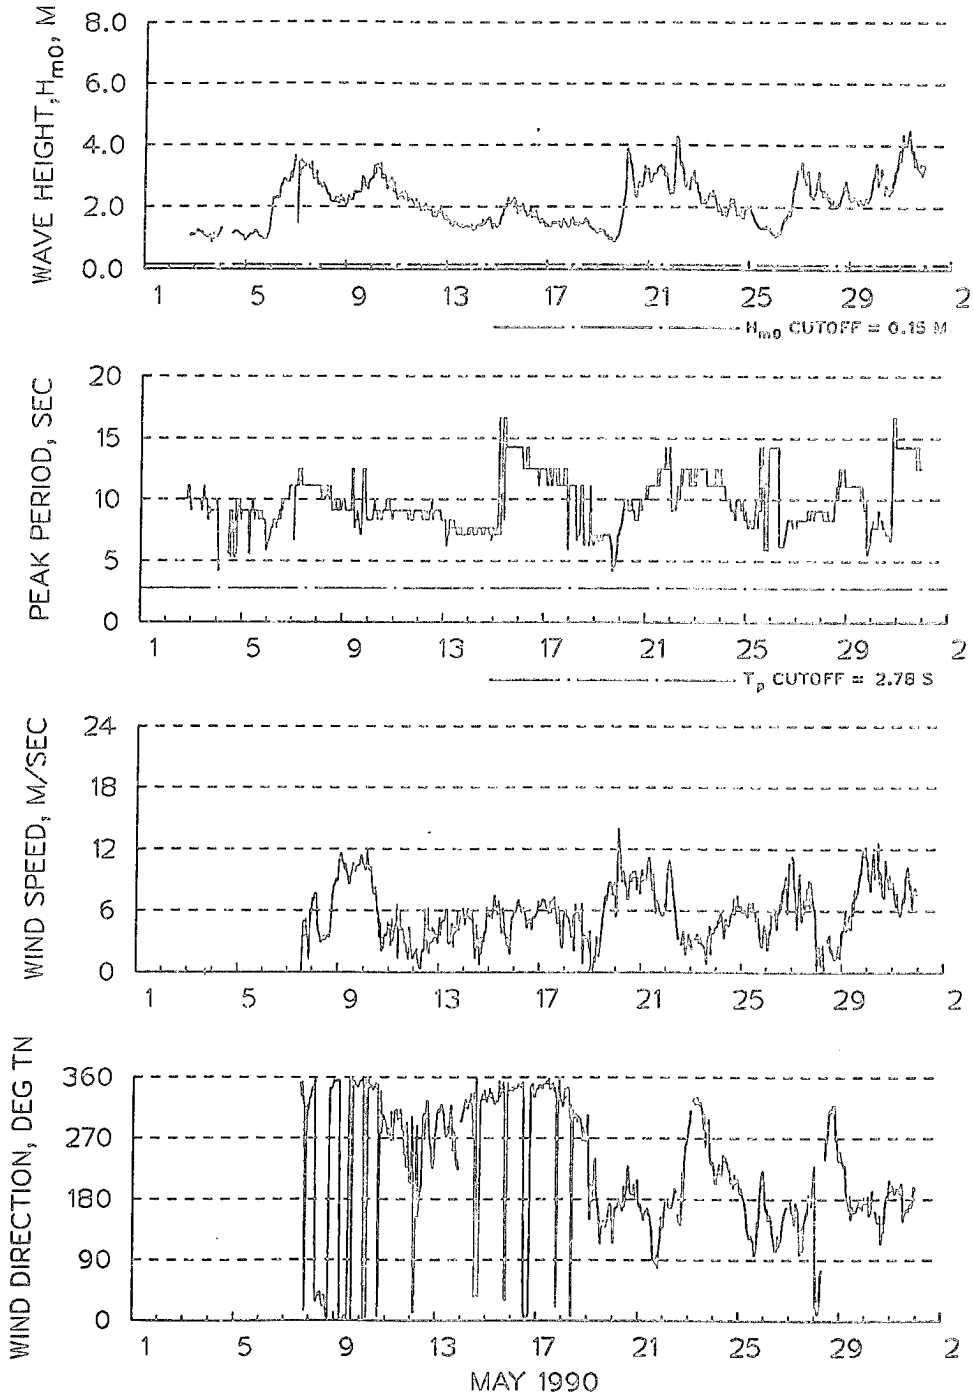 WAVE HEIGHT, Hm0, M
8.0
6.0
4.0
2.0
0.0
1 5 9 13 17 21 25 29 2
Hm0 CUTOFF = 0.15 M
PEAK PERIOD, SEC
20
15
10
5
0
1 5 9 13 17 21 25 29 2
Tp CUTOFF = 2.78 S
WIND SPEED, M/SEC
24
18
12
6
0
1 5 9 13 17 21 25 29 2
WIND DIRECTION, DEG TN
360
270
180
90
0
1 5 9 13 17 21 25 29 2
MAY 1990